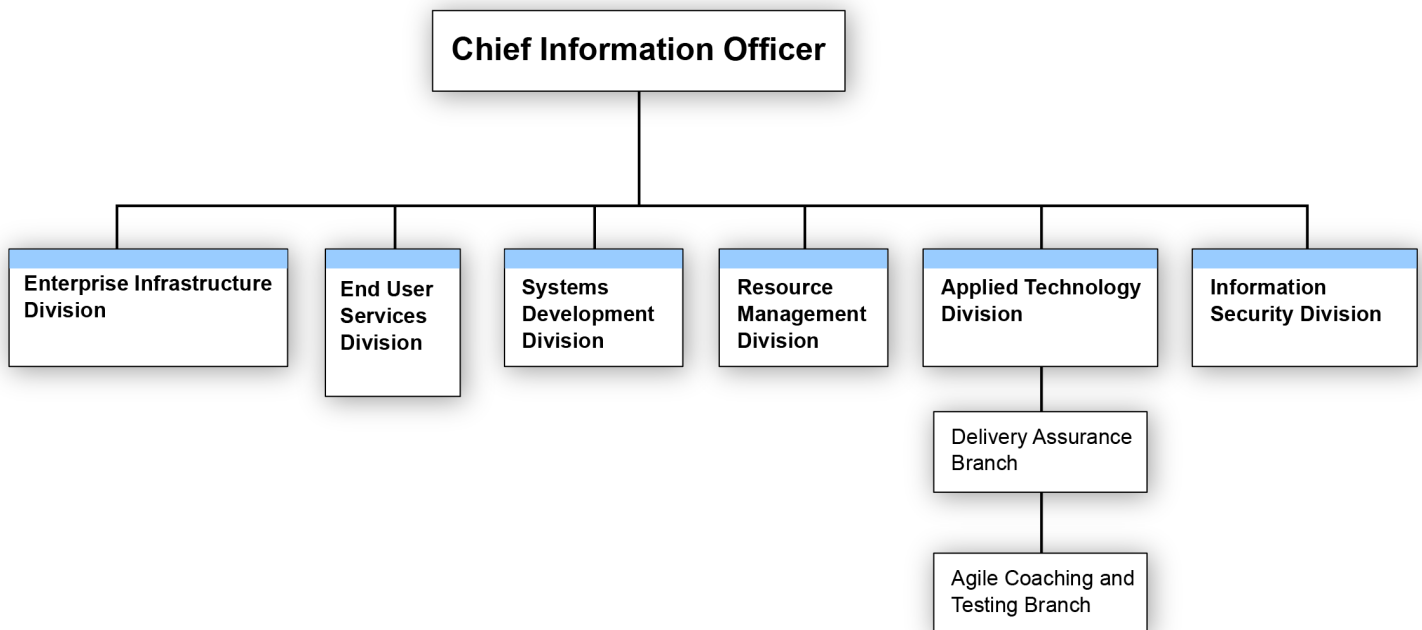 Chief Information Officer
Enterprise Infrastructure
Division
End User
Services
Division
Systems
Development
Division
Resource
Management
Division
Applied Technology
Division
Information
Security Division
Delivery Assurance
Branch
Agile Coaching and
Testing Branch